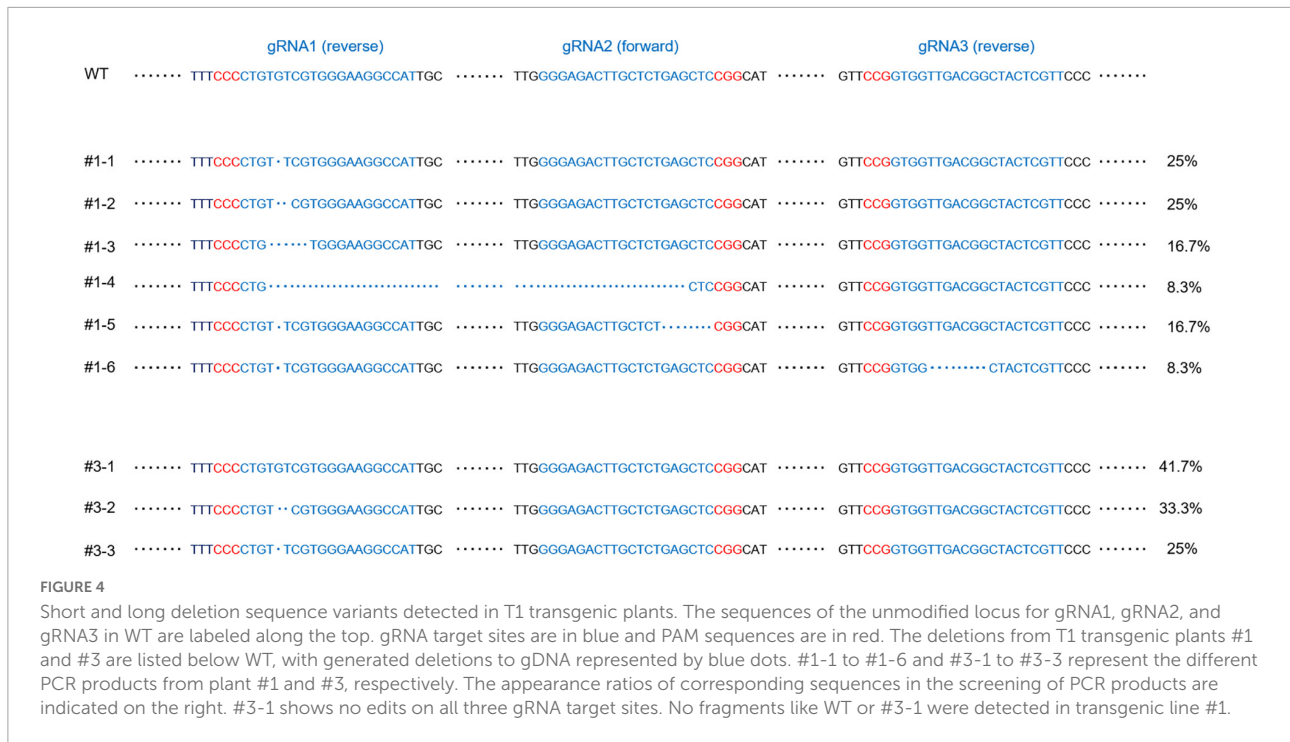 gRNA1 (reverse) gRNA2 (forward) gRNA3 (reverse)
WT ······· TTTCCCCTGTGTCGTGGGAAGGCCATTGC ······· TTGGGGAGACTTGCTCTGAGCTCCGGCAT ······· GTTCCGGTGGTTGACGGCTACTCGTTCCC ·······
#1-1 ······· TTTCCCCTGT·TCGTGGGAAGGCCATTGC ······· TTGGGGAGACTTGCTCTGAGCTCCGGCAT ······· GTTCCGGTGGTTGACGGCTACTCGTTCCC ······· 25%
#1-2 ······· TTTCCCCTGT··CGTGGGAAGGCCATTGC ······· TTGGGGAGACTTGCTCTGAGCTCCGGCAT ······· GTTCCGGTGGTTGACGGCTACTCGTTCCC ······· 25%
#1-3 ······· TTTCCCCTG······TGGGAAGGCCATTGC ······· TTGGGGAGACTTGCTCTGAGCTCCGGCAT ······· GTTCCGGTGGTTGACGGCTACTCGTTCCC ······· 16.7%
#1-4 ······· TTTCCCCTG·························· ······· ··························CTCCGGCAT ······· GTTCCGGTGGTTGACGGCTACTCGTTCCC ······· 8.3%
#1-5 ······· TTTCCCCTGT·TCGTGGGAAGGCCATTGC ······· TTGGGGAGACTTGCTCT········CGGCAT ······· GTTCCGGTGGTTGACGGCTACTCGTTCCC ······· 16.7%
#1-6 ······· TTTCCCCTGT·TCGTGGGAAGGCCATTGC ······· TTGGGGAGACTTGCTCTGAGCTCCGGCAT ······· GTTCCGGTGG·········CTACTCGTTCCC ······· 8.3%
#3-1 ······· TTTCCCCTGTGTCGTGGGAAGGCCATTGC ······· TTGGGGAGACTTGCTCTGAGCTCCGGCAT ······· GTTCCGGTGGTTGACGGCTACTCGTTCCC ······· 41.7%
#3-2 ······· TTTCCCCTGT··CGTGGGAAGGCCATTGC ······· TTGGGGAGACTTGCTCTGAGCTCCGGCAT ······· GTTCCGGTGGTTGACGGCTACTCGTTCCC ······· 33.3%
#3-3 ······· TTTCCCCTGT·TCGTGGGAAGGCCATTGC ······· TTGGGGAGACTTGCTCTGAGCTCCGGCAT ······· GTTCCGGTGGTTGACGGCTACTCGTTCCC ······· 25%
FIGURE 4
Short and long deletion sequence variants detected in T1 transgenic plants. The sequences of the unmodified locus for gRNA1, gRNA2, and
gRNA3 in WT are labeled along the top. gRNA target sites are in blue and PAM sequences are in red. The deletions from T1 transgenic plants #1
and #3 are listed below WT, with generated deletions to gDNA represented by blue dots. #1-1 to #1-6 and #3-1 to #3-3 represent the different
PCR products from plant #1 and #3, respectively. The appearance ratios of corresponding sequences in the screening of PCR products are
indicated on the right. #3-1 shows no edits on all three gRNA target sites. No fragments like WT or #3-1 were detected in transgenic line #1.